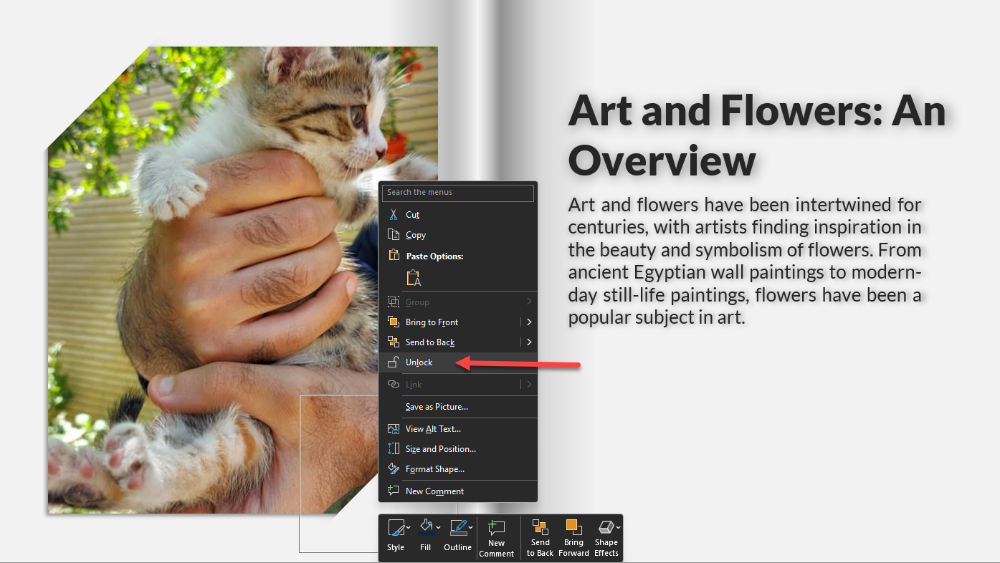 Art and Flowers: An
Overview
Art and flowers have been intertwined for
centuries, with artists finding inspiration in
the beauty and symbolism of flowers. From
ancient Egyptian wall paintings to modern-
day still-life paintings, flowers have been a
popular subject in art.
Search the menus
Cut
Copy
Paste Options:
A
Group
Bring to Front
Send to Back
Unlock
Link
Save as Picture...
View Alt Text...
Size and Position...
Format Shape...
New Comment
Style
Fill
Outline
New
Comment
Send
to Back
Bring
Forward
Shape
Effects